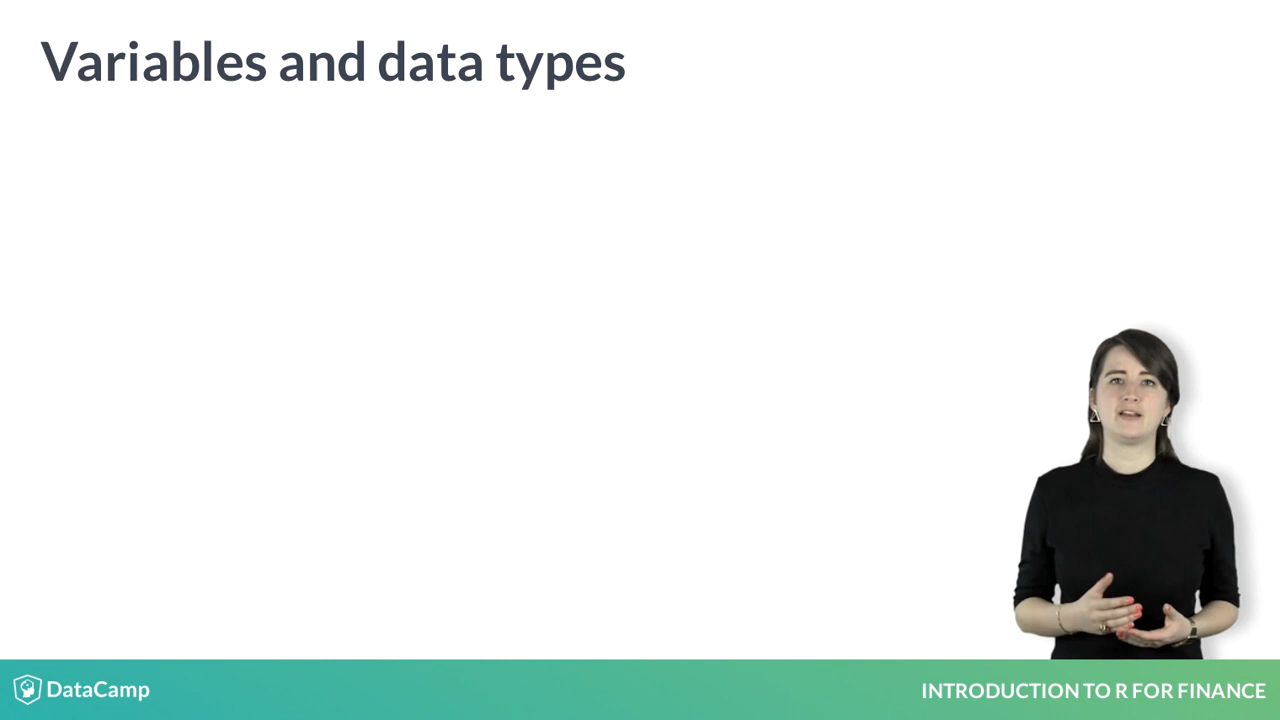 Variables and data types
DataCamp
INTRODUCTION TO R FOR FINANCE